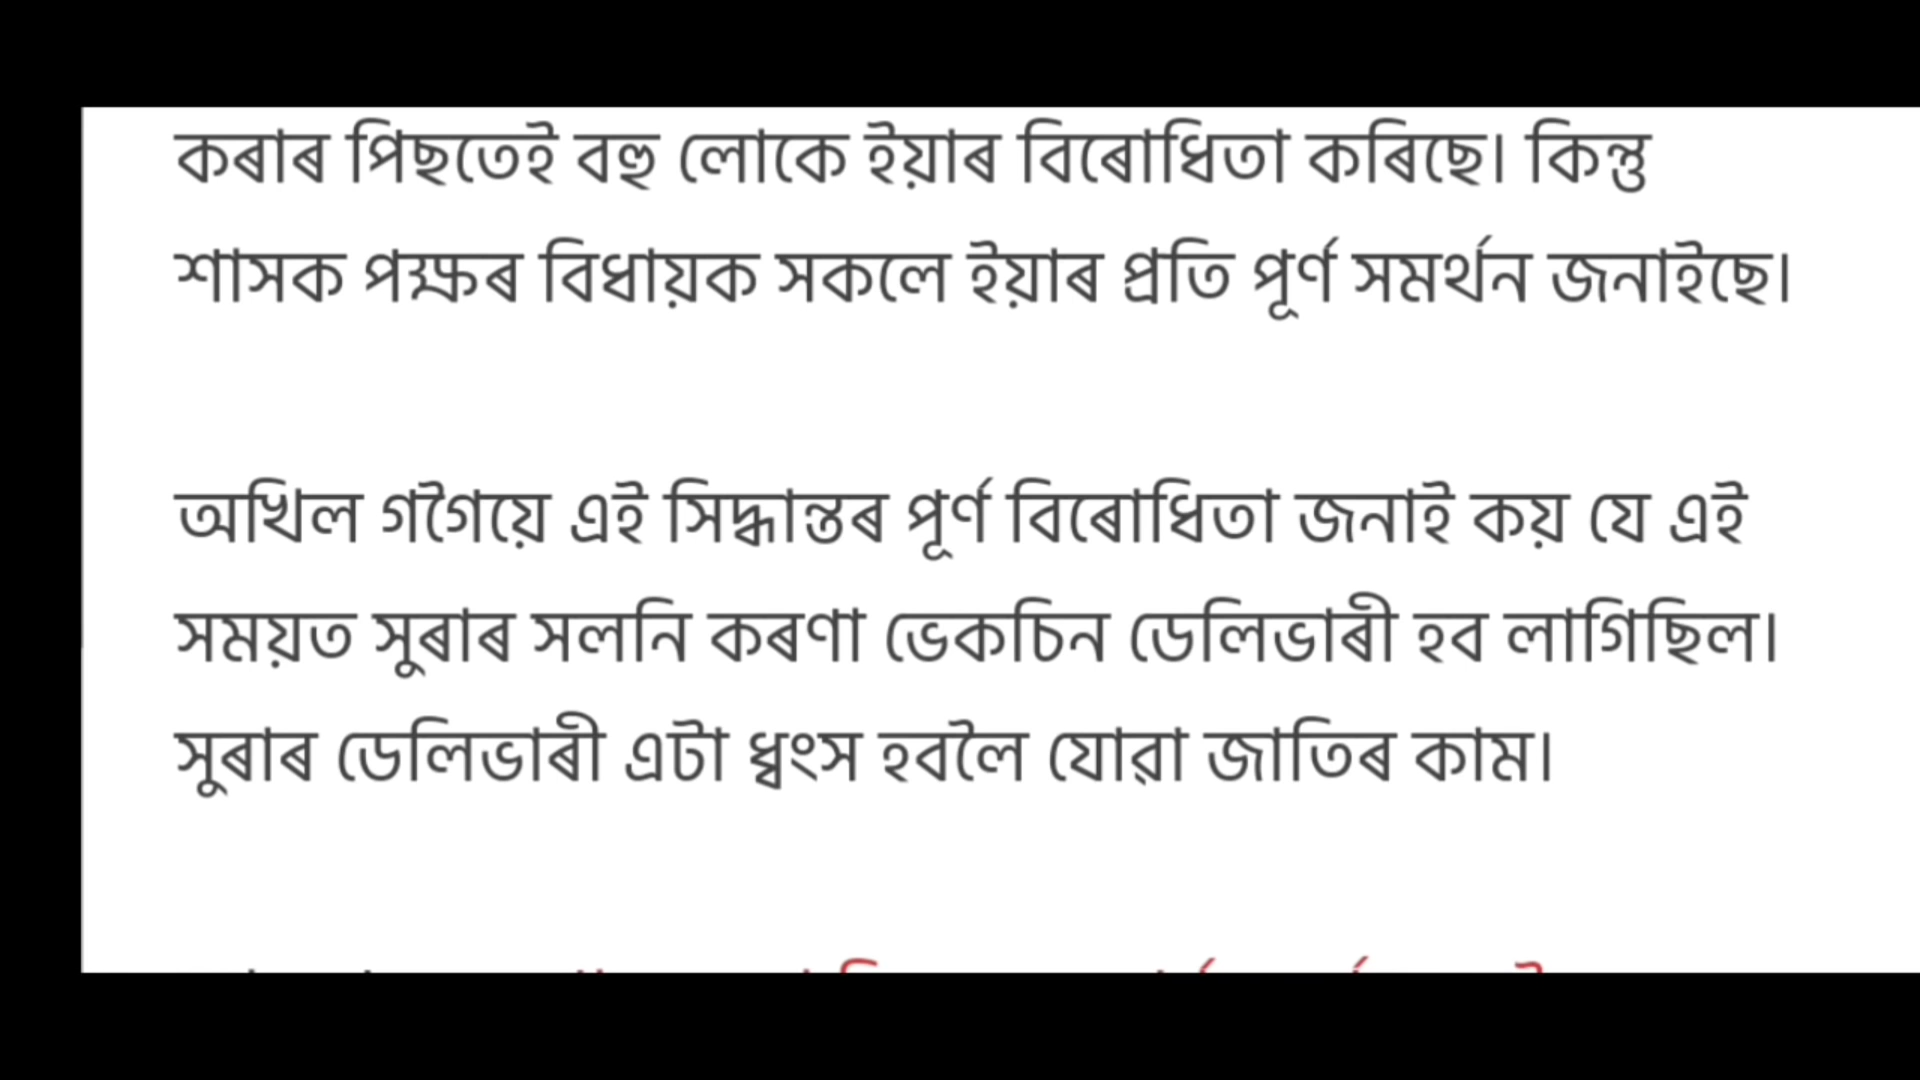 কৰাৰ পিছতেই বহু লোকে ইয়াৰ বিৰোধিতা কৰিছে। কিন্তু
শাসক পক্ষৰ বিধায়ক সকলে ইয়াৰ প্ৰতি পূৰ্ণ সমৰ্থন জনাইছে।
অখিল গগৈয়ে এই সিদ্ধান্তৰ পূৰ্ণ বিৰোধিতা জনাই কয় যে এই
সময়ত সুৰাৰ সলনি কৰণা ভেকচিন ডেলিভাৰী হব লাগিছিল।
সুৰাৰ ডেলিভাৰী এটা ধ্বংস হবলৈ যোৱা জাতিৰ কাম।